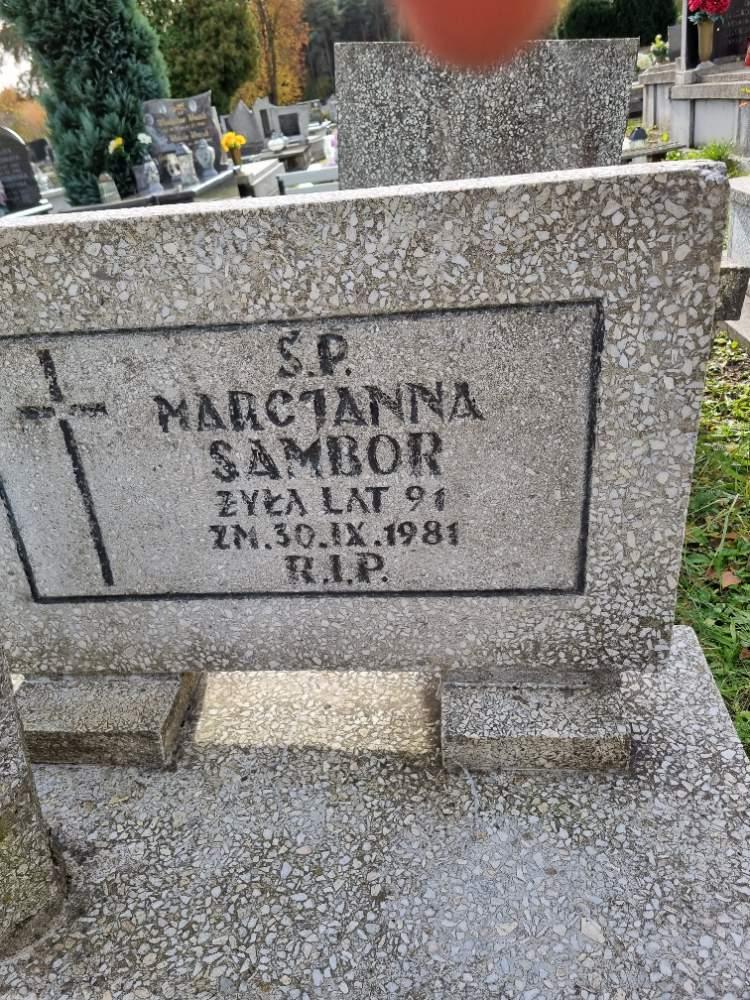 Ś.P.
MARCJANNA
SAMBOR
ŻYŁA LAT 91
ZM.30.IX.1981
R.I.P.